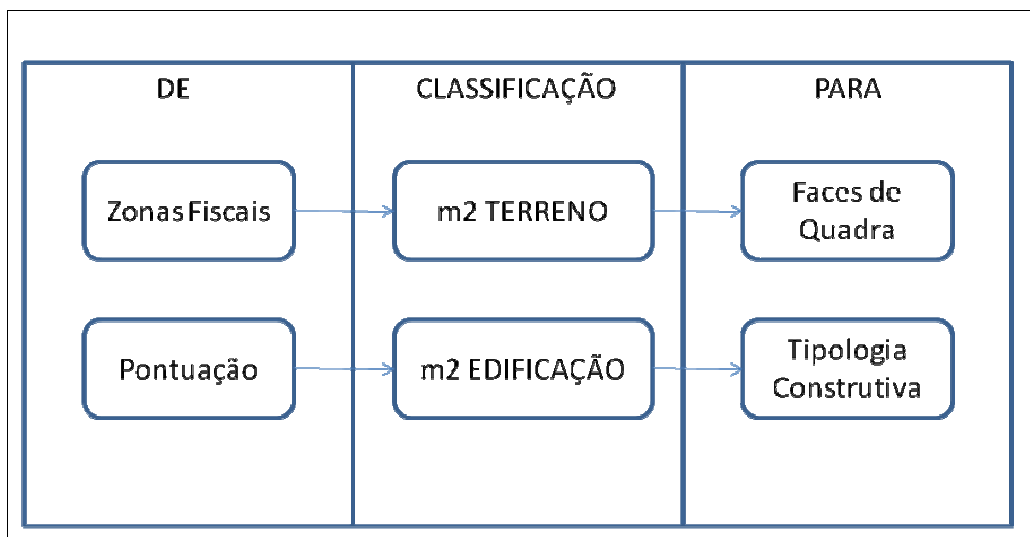 DE
CLASSIFICAÇÃO
PARA
Zonas Fiscais
m2 TERRENO
Faces de
Quadra
Pontuação
m2 EDIFICAÇÃO
Tipologia
Construtiva